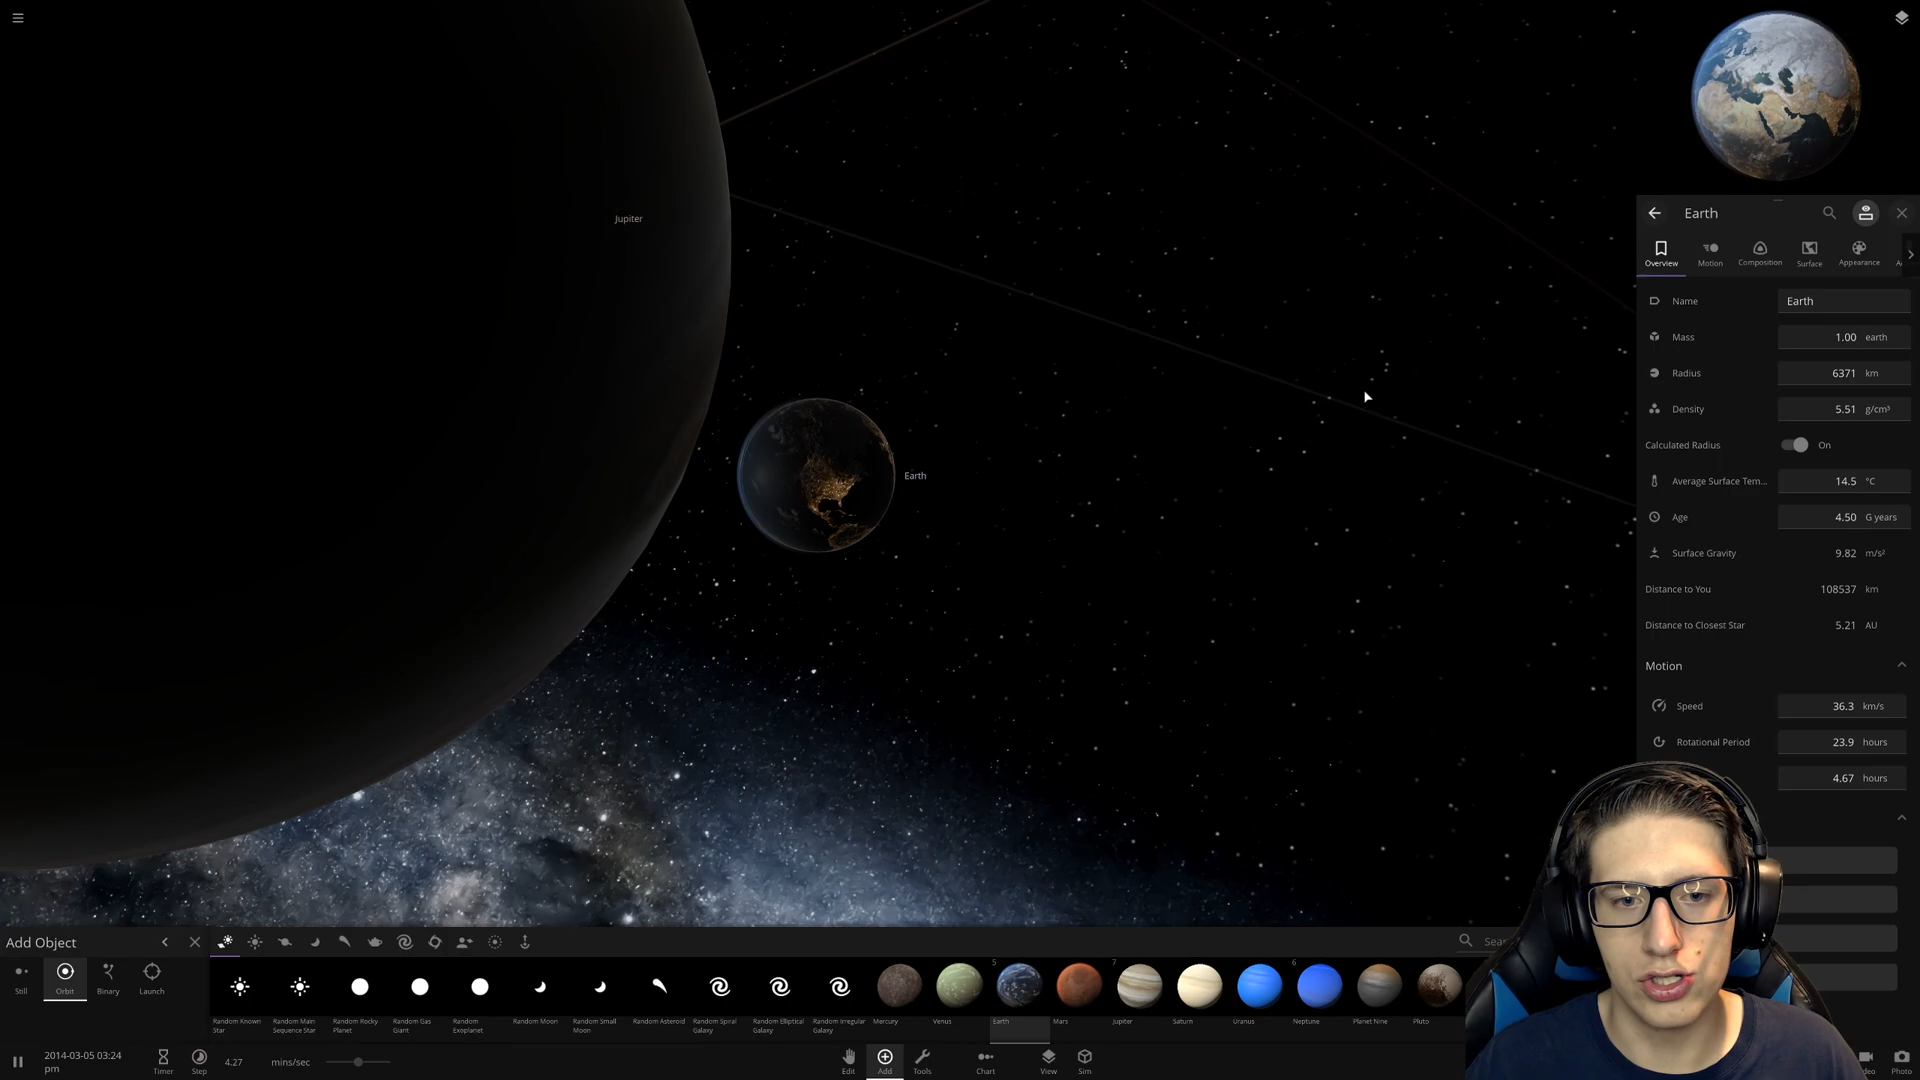 Jupiter
Earth
Earth
Overview
Motion
Composition
Surface
Appearance
Name
Earth
Mass
1.00 earth
Radius
6371 km
Density
5.51 g/cm³
Calculated Radius
On
Average Surface Tem...
14.5 °C
Age
4.50 G years
Surface Gravity
9.82 m/s²
Distance to You
108537 km
Distance to Closest Star
5.21 AU
Motion
Speed
36.3 km/s
Rotational Period
23.9 hours
4.67 hours
Add Object
Still
Orbit
Binary
Launch
5
7
6
Random Known
Star
Random Main
Sequence Star
Random Rocky
Planet
Random Gas
Giant
Random
Exoplanet
Random Moon
Random Small
Moon
Random Asteroid
Random Spiral
Galaxy
Random Elliptical
Galaxy
Random Irregular
Galaxy
Mercury
Venus
Earth
Mars
Jupiter
Saturn
Uranus
Neptune
Planet Nine
Pluto
2014-03-05 03:24
pm
Timer
Step
4.27 mins/sec
Edit
Add
Tools
Chart
View
Sim
Photo